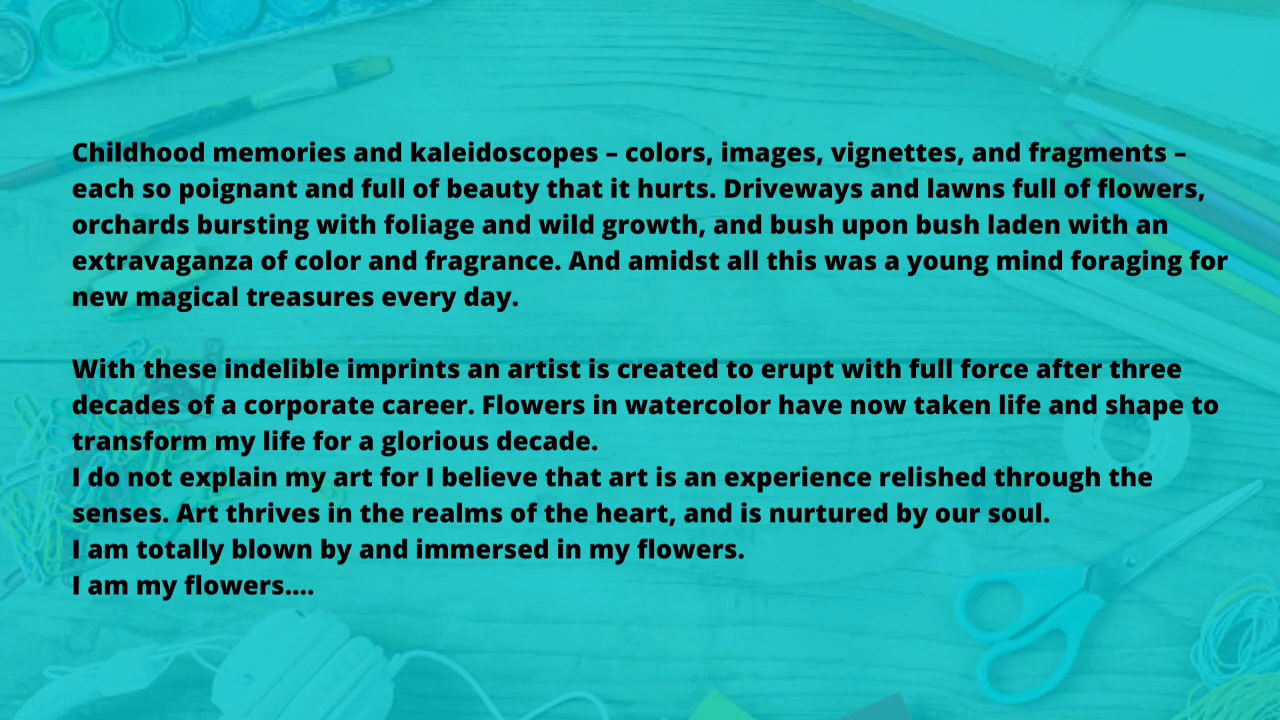 Childhood memories and kaleidoscopes – colors, images, vignettes, and fragments –
each so poignant and full of beauty that it hurts. Driveways and lawns full of flowers,
orchards bursting with foliage and wild growth, and bush upon bush laden with an
extravaganza of color and fragrance. And amidst all this was a young mind foraging for
new magical treasures every day.
With these indelible imprints an artist is created to erupt with full force after three
decades of a corporate career. Flowers in watercolor have now taken life and shape to
transform my life for a glorious decade.
I do not explain my art for I believe that art is an experience relished through the
senses. Art thrives in the realms of the heart, and is nurtured by our soul.
I am totally blown by and immersed in my flowers.
I am my flowers....